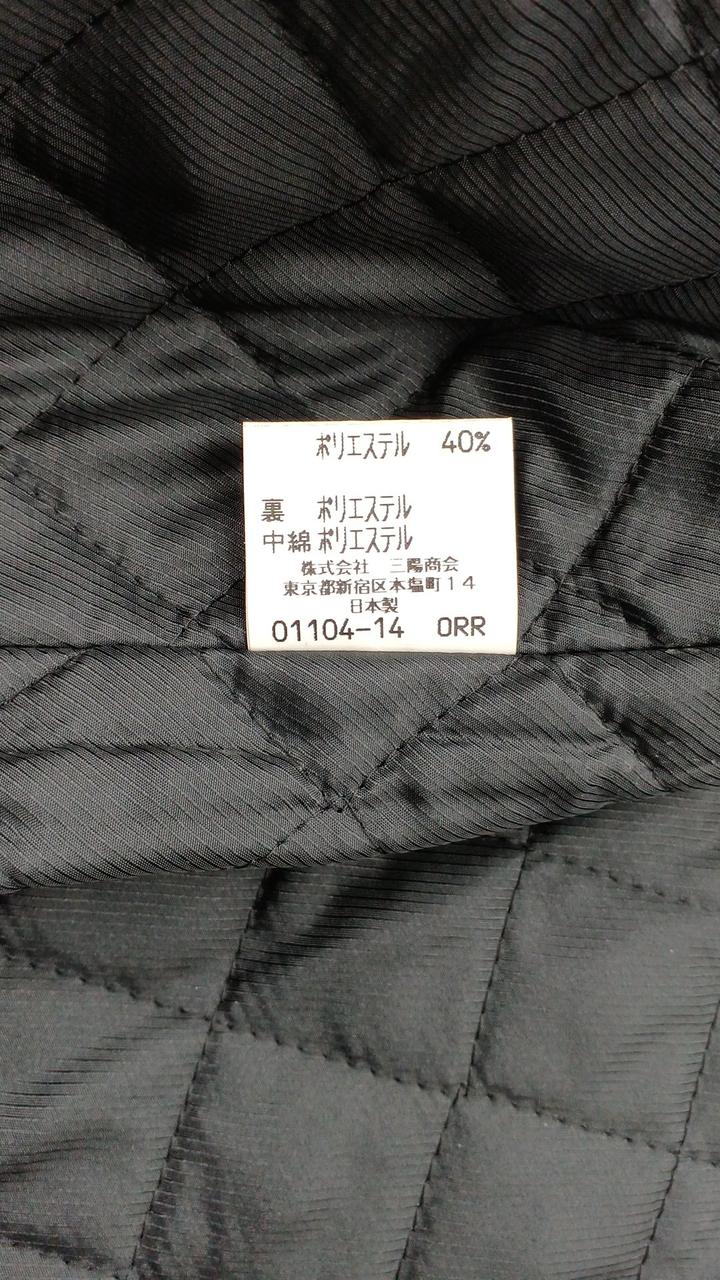 ポリエステル 40%
裏 ポリエステル
中綿 ポリエステル
株式会社 三陽商会
東京都新宿区本塩町14
日本製
01104-14 ORR